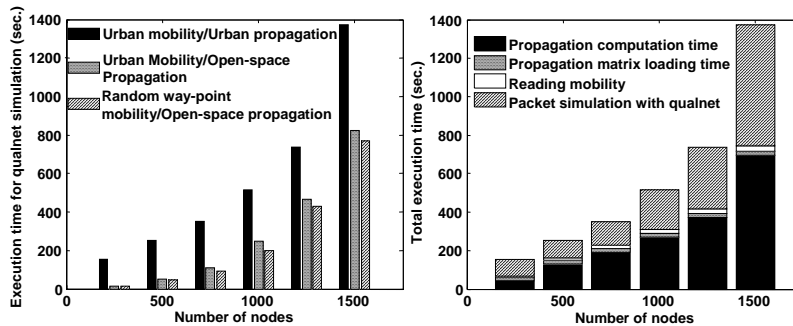 Execution time for qualnet simulation (sec.)
1400
1200
1000
800
600
400
200
0
0
500
1000
1500
Number of nodes
Urban mobility/Urban propagation
Urban Mobility/Open-space
Propagation
Random way-point
mobility/Open-space propagation
Total execution time (sec.)
1400
1200
1000
800
600
400
200
0
0
500
1000
1500
Number of nodes
Propagation computation time
Propagation matrix loading time
Reading mobility
Packet simulation with qualnet